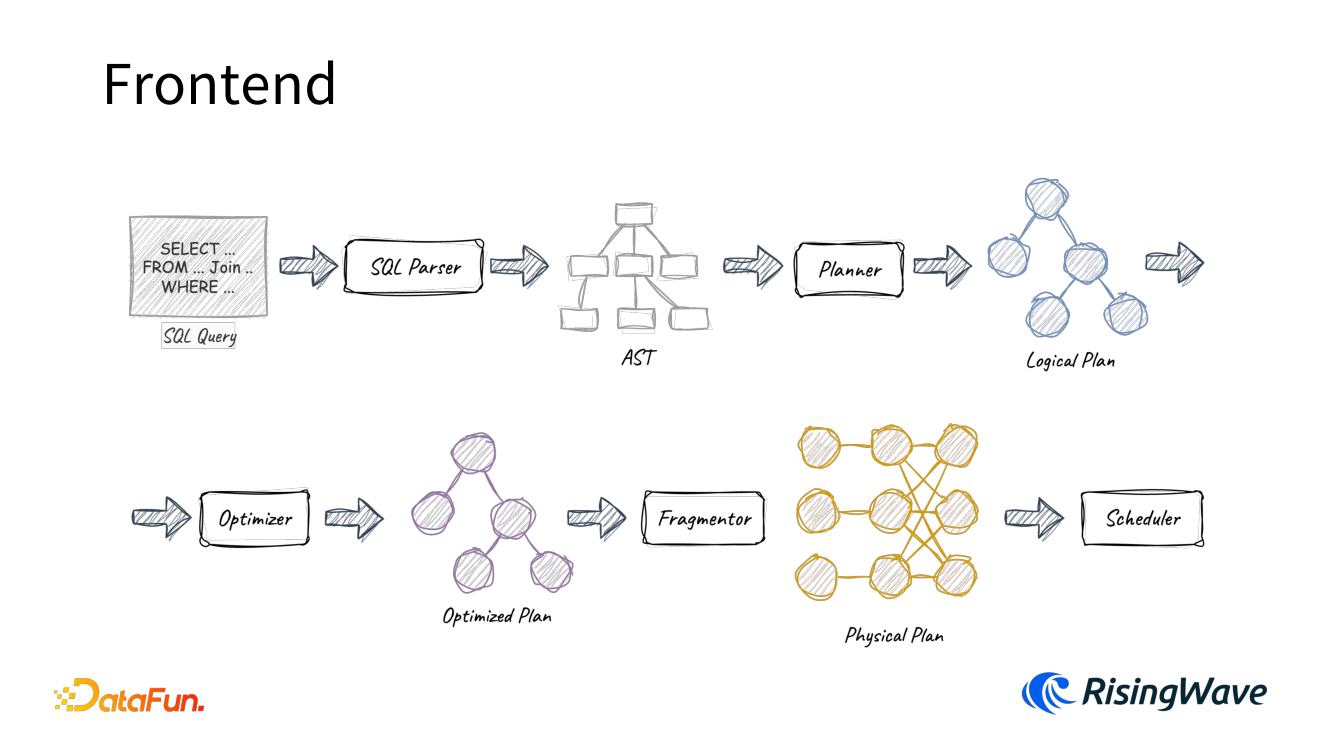 Frontend
SELECT ...
FROM ... Join ..
WHERE ...
SQL Query
SQL Parser
AST
Planner
Logical Plan
Optimizer
Optimized Plan
Fragmentor
Physical Plan
Scheduler
DataFun.
RisingWave